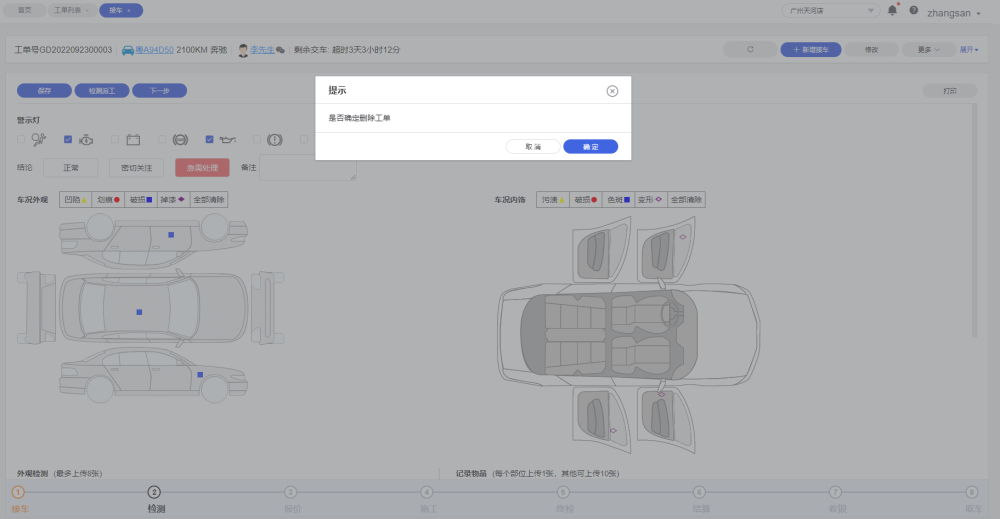 首页 工单列表 × 接车 ×
广州天河店 zhangsan
工单号GD2022092300003 粤A94D50 2100KM 奔驰 李先生 剩余交车: 超时3天3小时12分
+ 新增接车 修改 更多 展开
保存 检测派工 下一步 打印
提示
是否确定删除工单
取 消 确 定
警示灯
结论 正常 密切关注 急需处理 备注
车况外观 凹陷 划痕 破损 掉漆 全部清除
车况内饰 污渍 破损 色斑 变形 全部清除
外观检测 (最多上传8张)
记录物品 (每个部位上传1张，其他可上传10张)
1 2 3 4 5 6 7 8
接车 检测 报价 施工 终检 结算 收银 取车